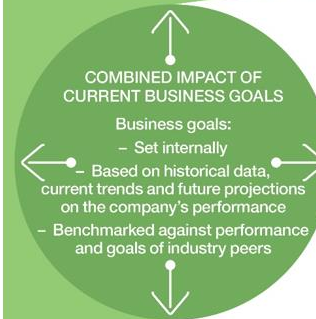 COMBINED IMPACT OF
CURRENT BUSINESS GOALS
Business goals:
– Set internally
– Based on historical data,
current trends and future projections
on the company's performance
– Benchmarked against performance
and goals of industry peers